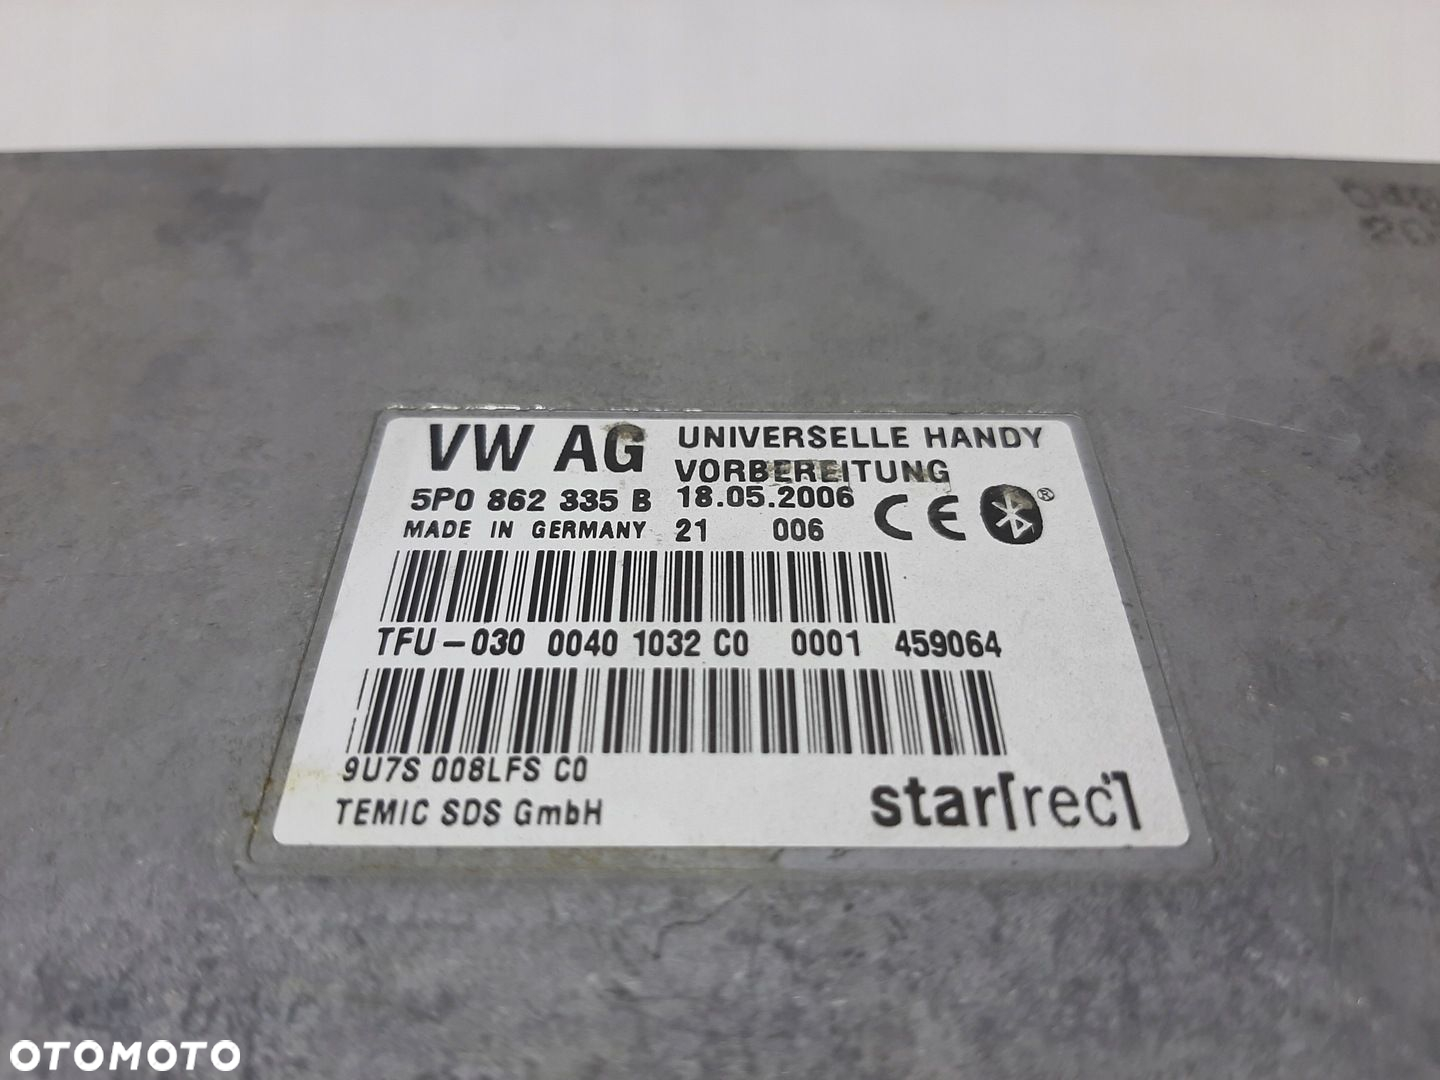 VW AG UNIVERSELLE HANDY
VORBEREITUNG
5P0 862 335 B 18.05.2006
MADE IN GERMANY 21 006 CE ®
TFU-030 0040 1032 C0 0001 459064
9U7S 008LFS C0
TEMIC SDS GmbH
star[rec]
OTOMOTO